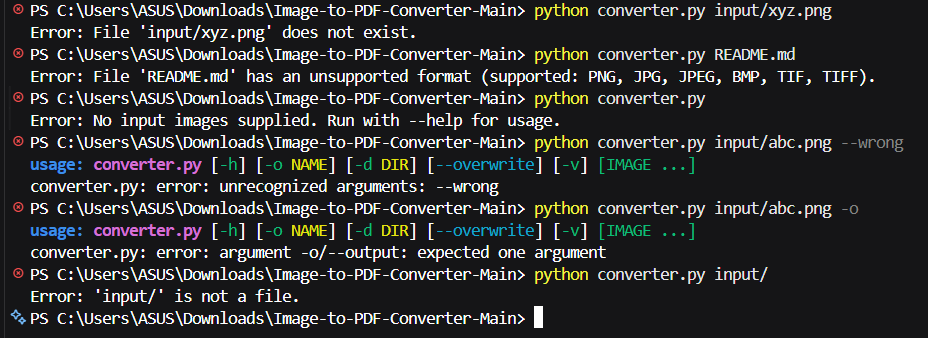 PS C:\Users\ASUS\Downloads\Image-to-PDF-Converter-Main> python converter.py input/xyz.png
Error: File 'input/xyz.png' does not exist.
PS C:\Users\ASUS\Downloads\Image-to-PDF-Converter-Main> python converter.py README.md
Error: File 'README.md' has an unsupported format (supported: PNG, JPG, JPEG, BMP, TIF, TIFF).
PS C:\Users\ASUS\Downloads\Image-to-PDF-Converter-Main> python converter.py
Error: No input images supplied. Run with --help for usage.
PS C:\Users\ASUS\Downloads\Image-to-PDF-Converter-Main> python converter.py input/abc.png --wrong
usage: converter.py [-h] [-o NAME] [-d DIR] [--overwrite] [-v] [IMAGE ...]
converter.py: error: unrecognized arguments: --wrong
PS C:\Users\ASUS\Downloads\Image-to-PDF-Converter-Main> python converter.py input/abc.png -o
usage: converter.py [-h] [-o NAME] [-d DIR] [--overwrite] [-v] [IMAGE ...]
converter.py: error: argument -o/--output: expected one argument
PS C:\Users\ASUS\Downloads\Image-to-PDF-Converter-Main> python converter.py input/
Error: 'input/' is not a file.
PS C:\Users\ASUS\Downloads\Image-to-PDF-Converter-Main>